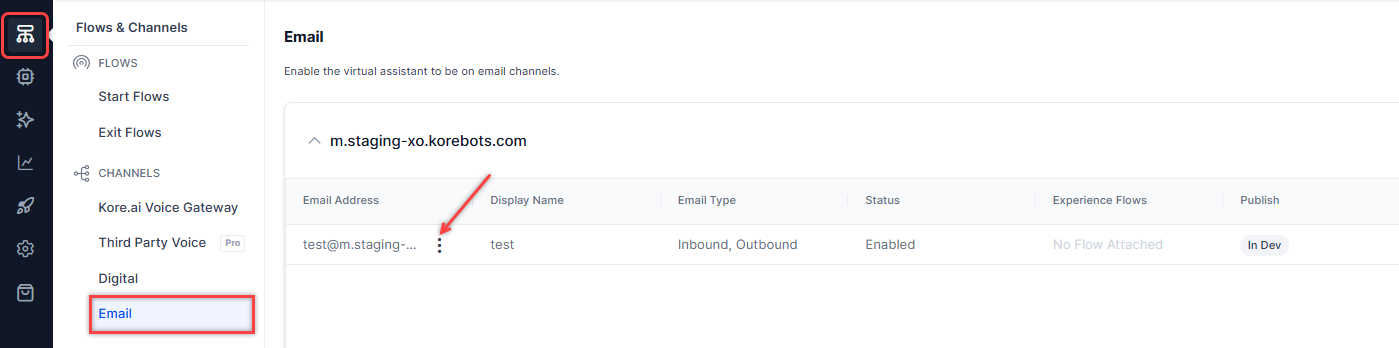 Flows & Channels
FLOWS
Start Flows
Exit Flows
CHANNELS
Kore.ai Voice Gateway
Third Party Voice Pro
Digital
Email
Email
Enable the virtual assistant to be on email channels.
m.staging-xo.korebots.com
Email Address Display Name Email Type Status Experience Flows Publish
test@m.staging-... test Inbound, Outbound Enabled No Flow Attached In Dev